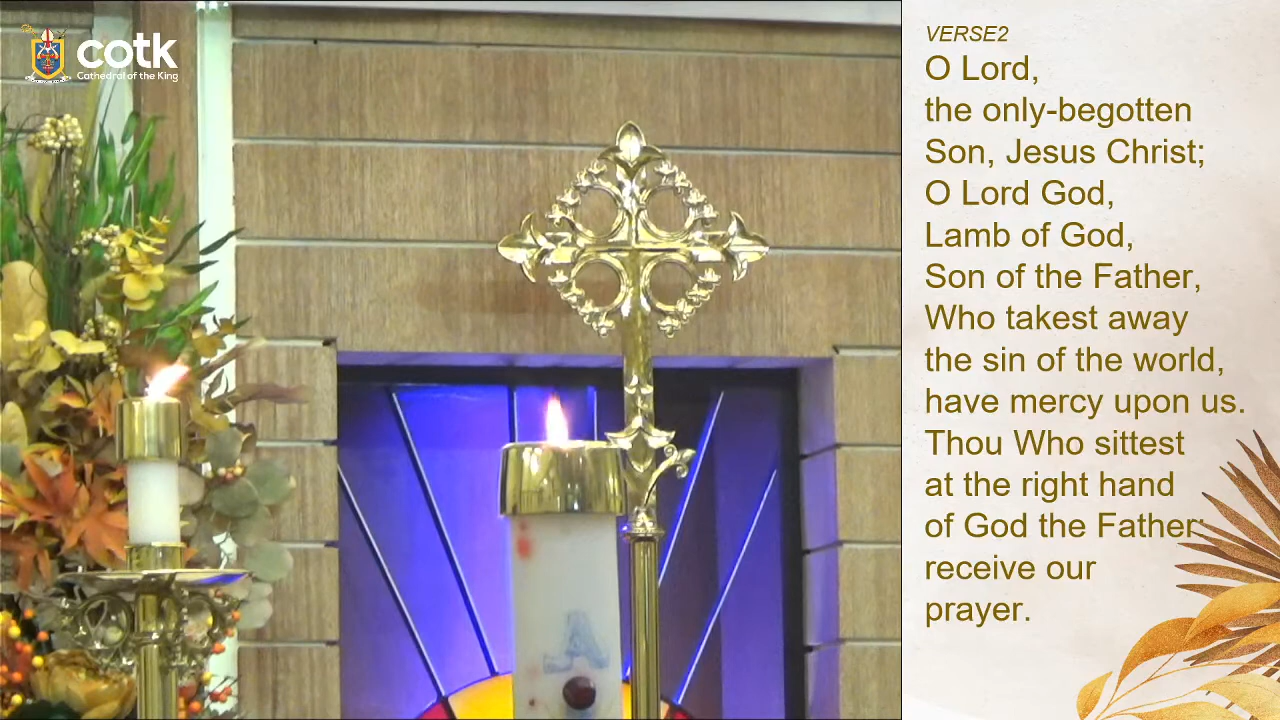 cotk
Cathedral of the King
VERSE2
O Lord,
the only-begotten
Son, Jesus Christ;
O Lord God,
Lamb of God,
Son of the Father,
Who takest away
the sin of the world,
have mercy upon us.
Thou Who sittest
at the right hand
of God the Father;
receive our
prayer.
A